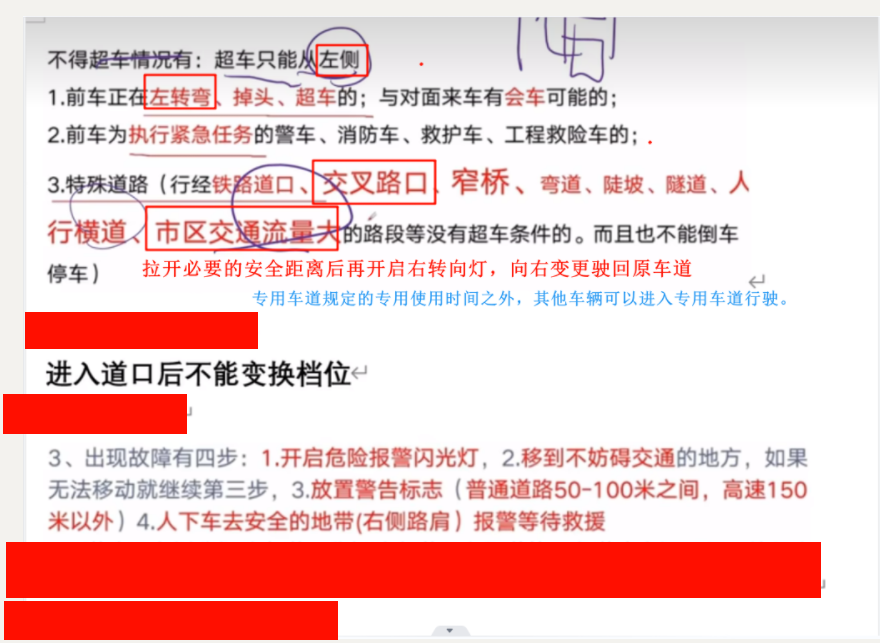 不得超车情况有：超车只能从左侧
1.前车正在左转弯、掉头、超车的；与对面来车有会车可能的；
2.前车为执行紧急任务的警车、消防车、救护车、工程救险车的；
3.特殊道路（行经铁路道口、交叉路口、窄桥、弯道、陡坡、隧道、人
行横道、市区交通流量大的路段等没有超车条件的。而且也不能倒车
停车）
拉开必要的安全距离后再开启右转向灯，向右变更驶回原车道
专用车道规定的专用使用时间之外，其他车辆可以进入专用车道行驶。
进入道口后不能变换档位
3、出现故障有四步：1.开启危险报警闪光灯，2.移到不妨碍交通的地方，如果
无法移动就继续第三步，3.放置警告标志（普通道路50-100米之间，高速150
米以外）4.人下车去安全的地带(右侧路肩）报警等待救援